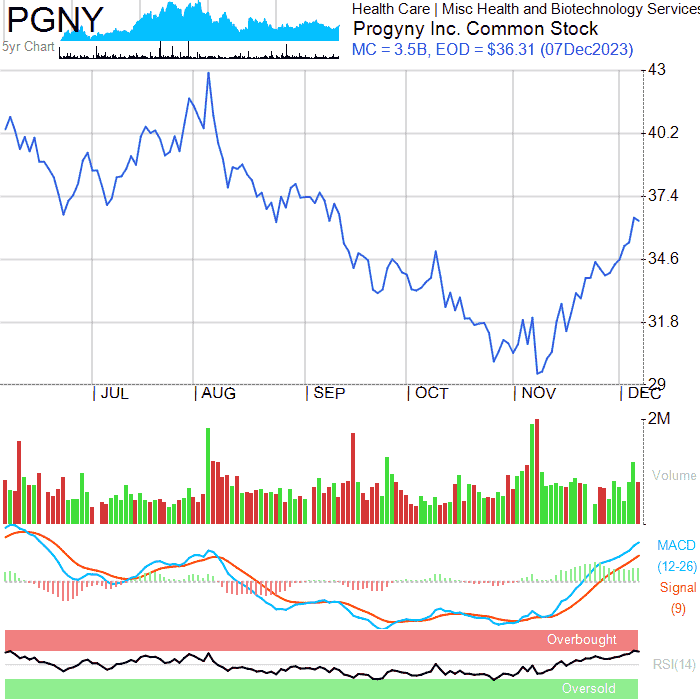 PGNY
5yr Chart
Health Care | Misc Health and Biotechnology Services
Progyny Inc. Common Stock
MC = 3.5B, EOD = $36.31 (07Dec2023)
43
40.2
37.4
34.6
31.8
29
JUL AUG SEP OCT NOV DEC
2M
Volume
MACD
(12-26)
Signal
(9)
Overbought
RSI(14)
Oversold